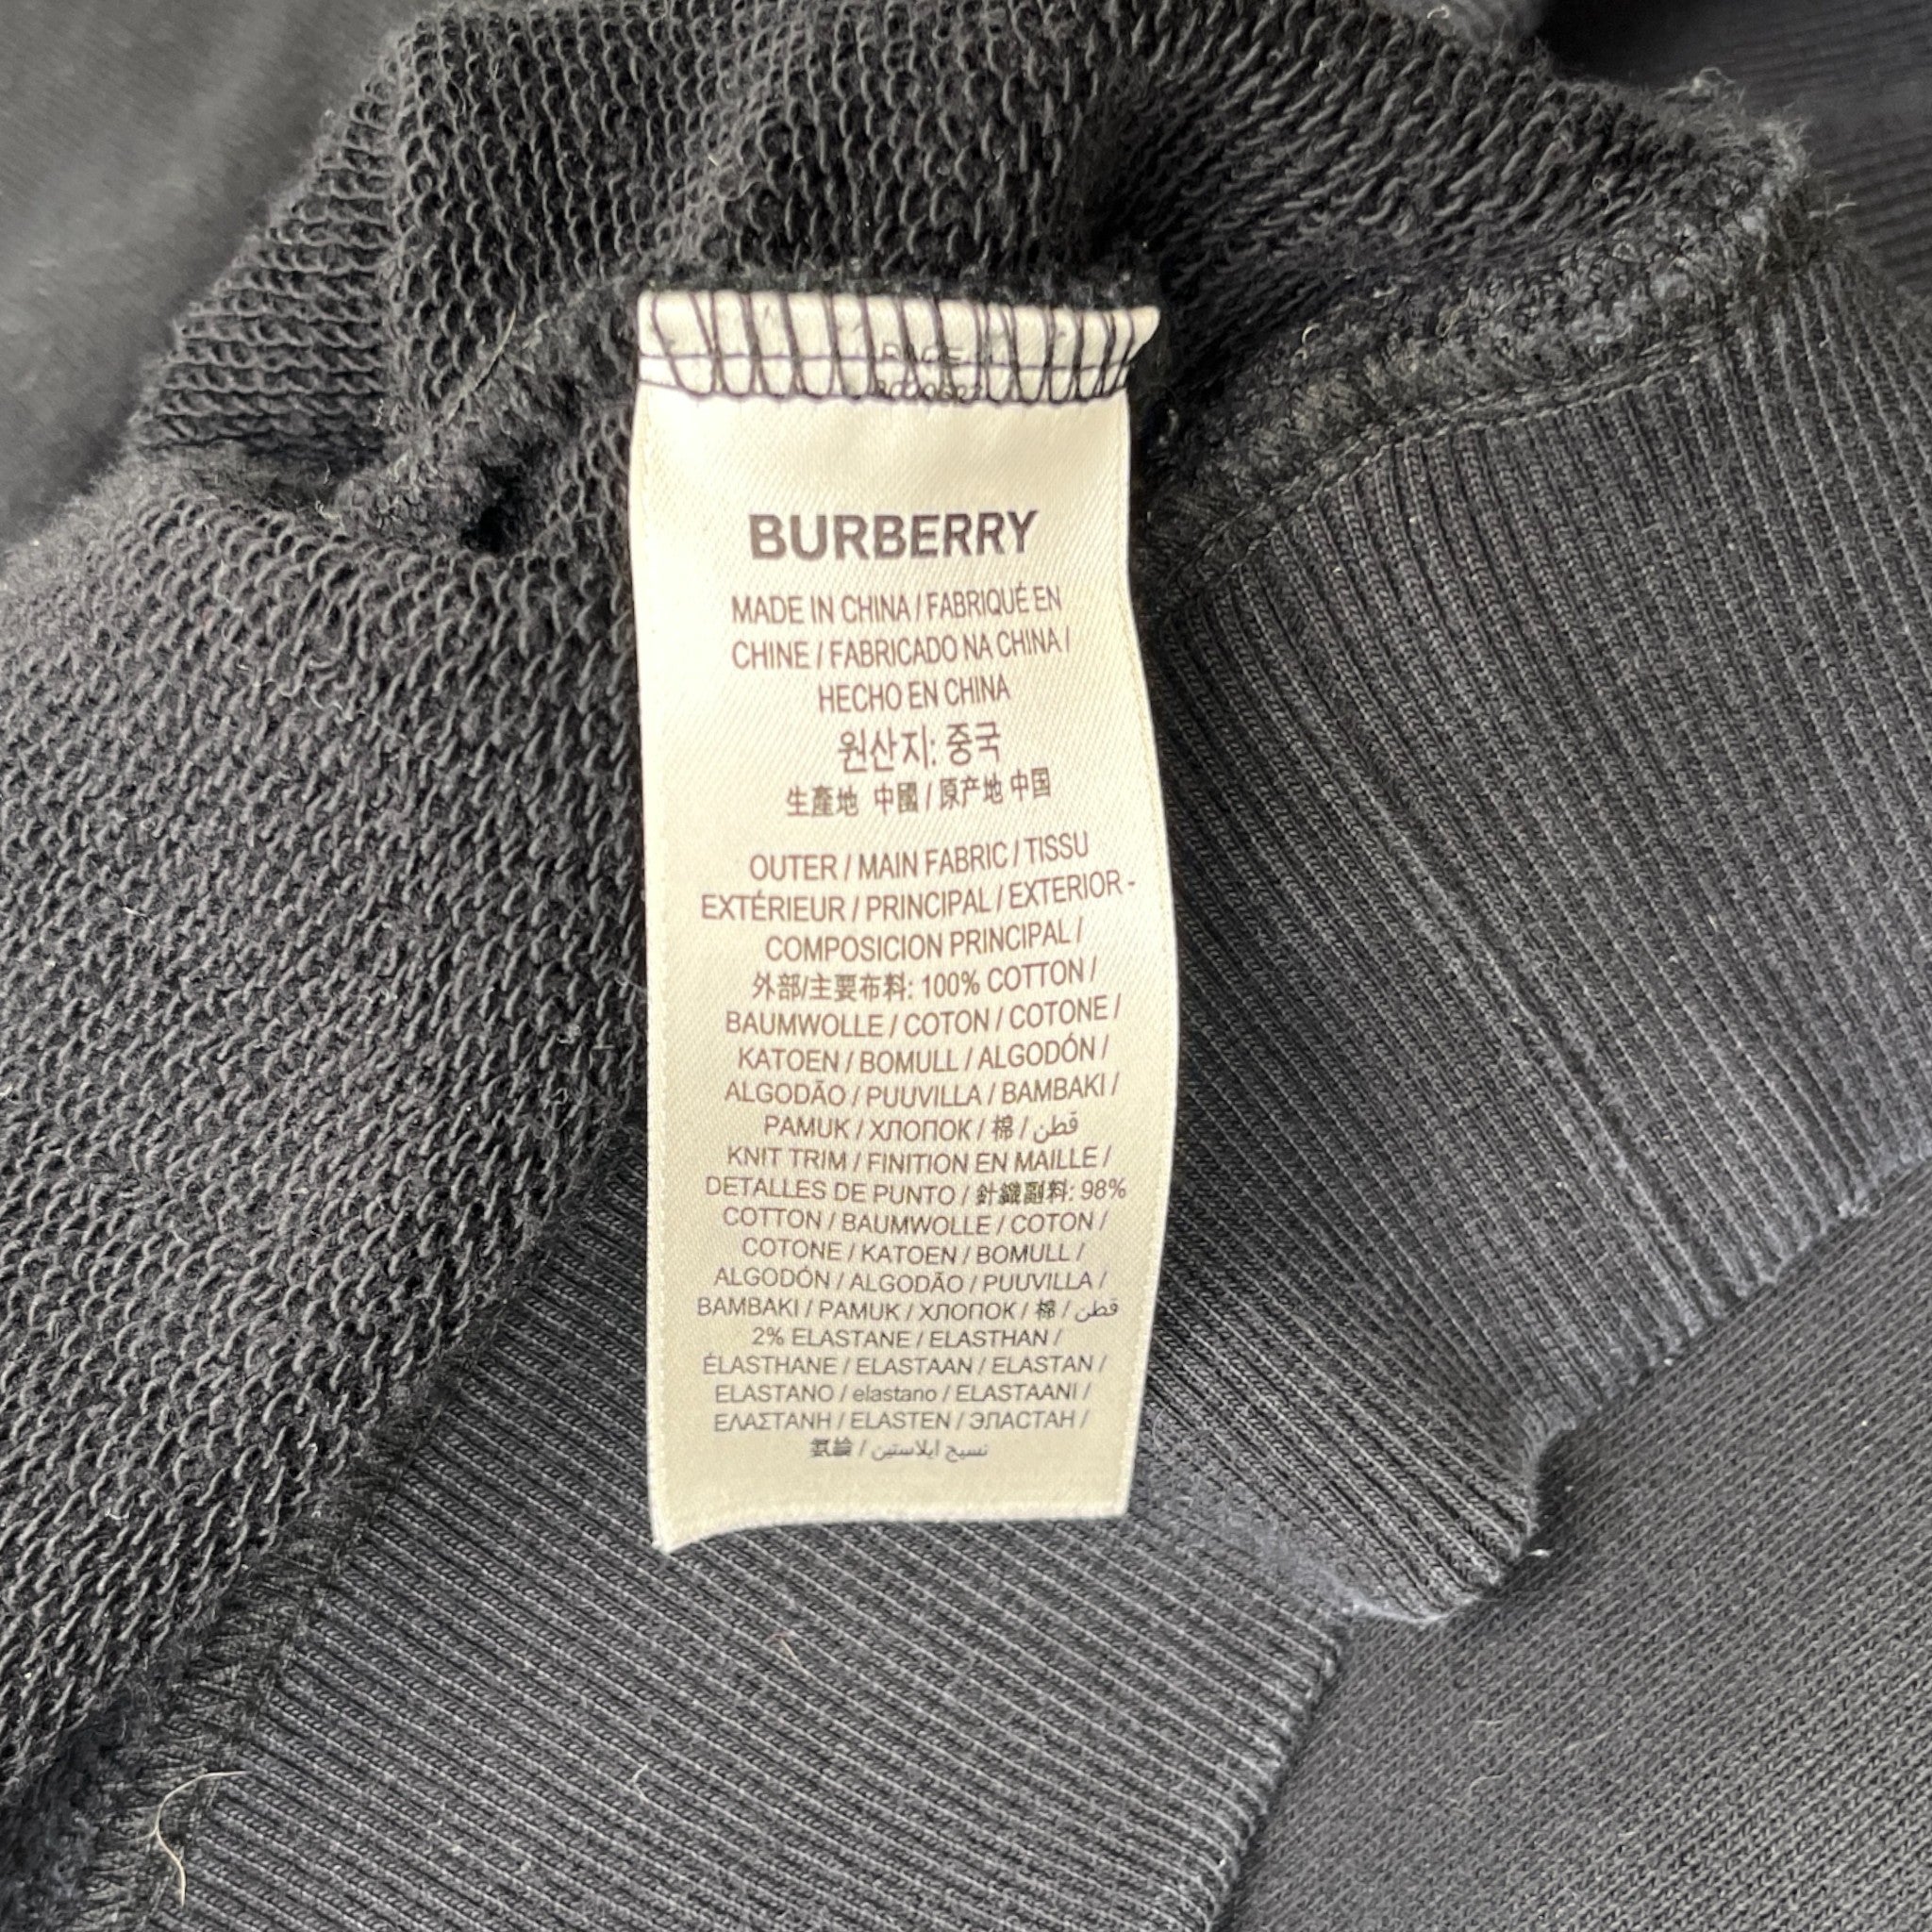 BURBERRY
MADE IN CHINA / FABRIQUÉ EN
CHINE / FABRICADO NA CHINA /
HECHO EN CHINA
원산지: 중국
生產地 中國 / 原产地 中国
OUTER / MAIN FABRIC / TISSU
EXTÉRIEUR / PRINCIPAL / EXTERIOR -
COMPOSICION PRINCIPAL /
外部/主要布料: 100% COTTON /
BAUMWOLLE / COTON / COTONE /
KATOEN / BOMULL / ALGODÓN /
ALGODÃO / PUUVILLA / BAMBAKI /
PAMUK / ХЛОПОК / 棉 / قطن
KNIT TRIM / FINITION EN MAILLE /
DETALLES DE PUNTO / 針織副料: 98%
COTTON / BAUMWOLLE / COTON /
COTONE / KATOEN / BOMULL /
ALGODÓN / ALGODÃO / PUUVILLA /
BAMBAKI / PAMUK / ХЛОПОК / 棉 / قطن
2% ELASTANE / ELASTHAN /
ÉLASTHANE / ELASTAAN / ELASTAN /
ELASTANO / elastano / ELASTAANI /
ΕΛΑΣΤΑΝΗ / ELASTEN / ЭЛАСТАН /
氨綸 / نسيج ايلاستين